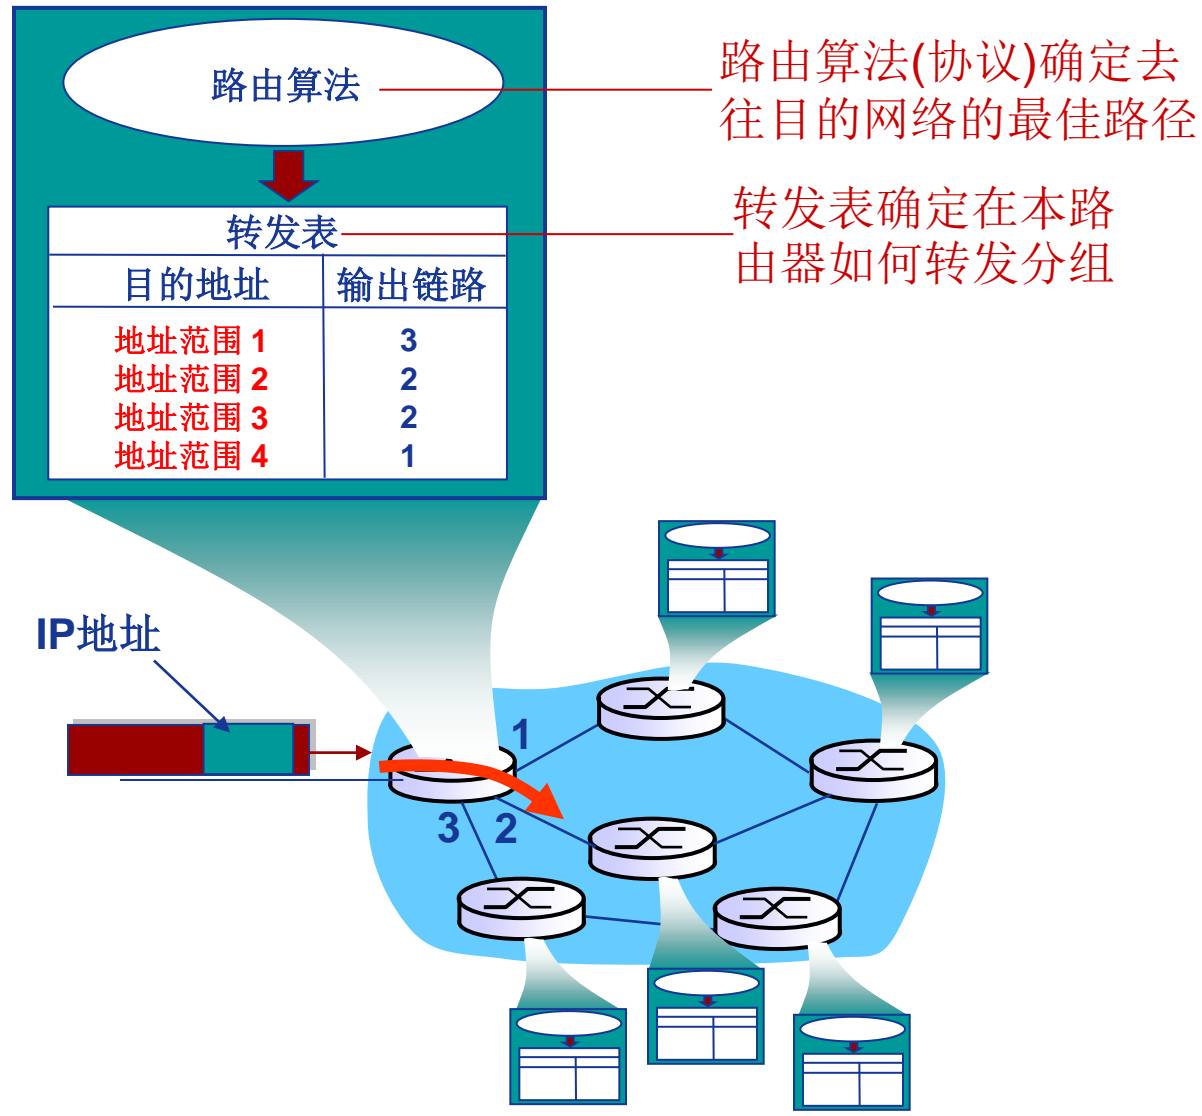 路由算法
路由算法(协议)确定去
往目的网络的最佳路径
转发表
转发表确定在本路
由器如何转发分组
目的地址 输出链路
地址范围 1 3
地址范围 2 2
地址范围 3 2
地址范围 4 1
IP地址
1
3 2